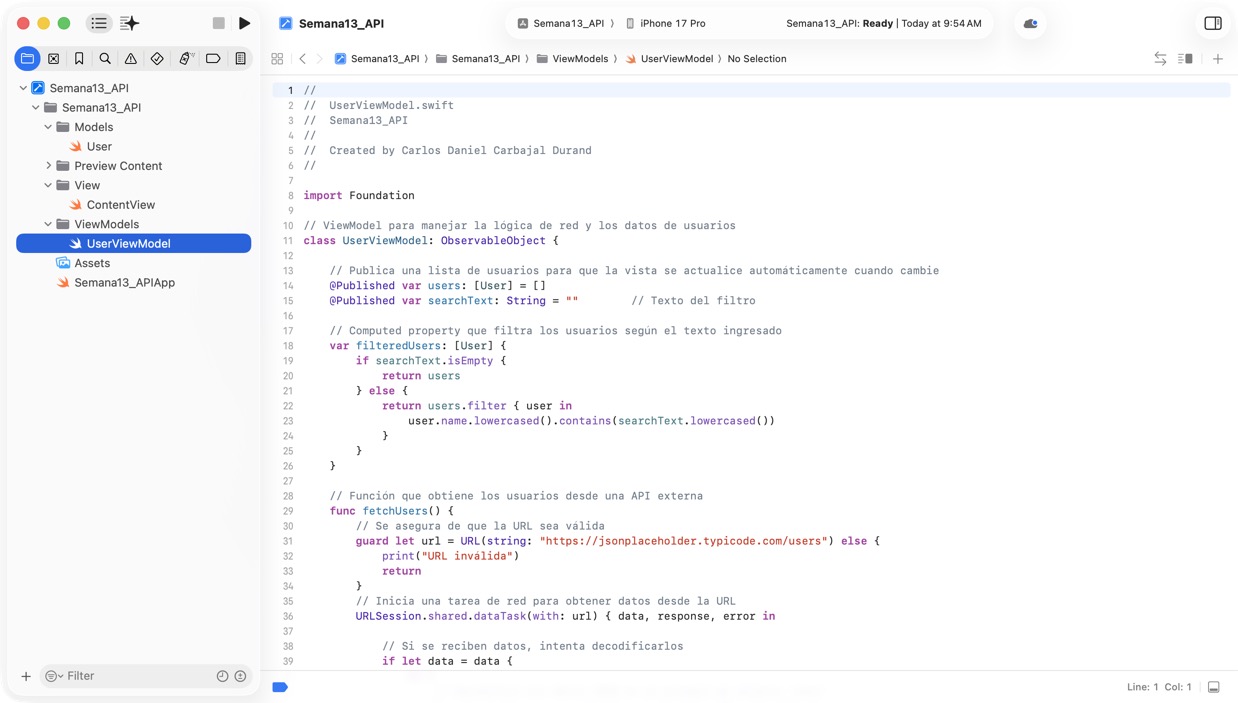 Semana13_API
Semana13_API 〉 iPhone 17 Pro
Semana13_API: Ready | Today at 9:54 AM
Semana13_API 〉 Semana13_API 〉 ViewModels 〉 UserViewModel 〉 No Selection
Semana13_API
Semana13_API
Models
User
Preview Content
View
ContentView
ViewModels
UserViewModel
Assets
Semana13_APIApp
Filter
1 //
2 //  UserViewModel.swift
3 //  Semana13_API
4 //
5 //  Created by Carlos Daniel Carbajal Durand
6 //
7
8 import Foundation
9
10 // ViewModel para manejar la lógica de red y los datos de usuarios
11 class UserViewModel: ObservableObject {
12
13     // Publica una lista de usuarios para que la vista se actualice automáticamente cuando cambie
14     @Published var users: [User] = []
15     @Published var searchText: String = ""        // Texto del filtro
16
17     // Computed property que filtra los usuarios según el texto ingresado
18     var filteredUsers: [User] {
19         if searchText.isEmpty {
20             return users
21         } else {
22             return users.filter { user in
23                 user.name.lowercased().contains(searchText.lowercased())
24             }
25         }
26     }
27
28     // Función que obtiene los usuarios desde una API externa
29     func fetchUsers() {
30         // Se asegura de que la URL sea válida
31         guard let url = URL(string: "https://jsonplaceholder.typicode.com/users") else {
32             print("URL inválida")
33             return
34         }
35         // Inicia una tarea de red para obtener datos desde la URL
36         URLSession.shared.dataTask(with: url) { data, response, error in
37
38             // Si se reciben datos, intenta decodificarlos
39             if let data = data {
Line: 1  Col: 1